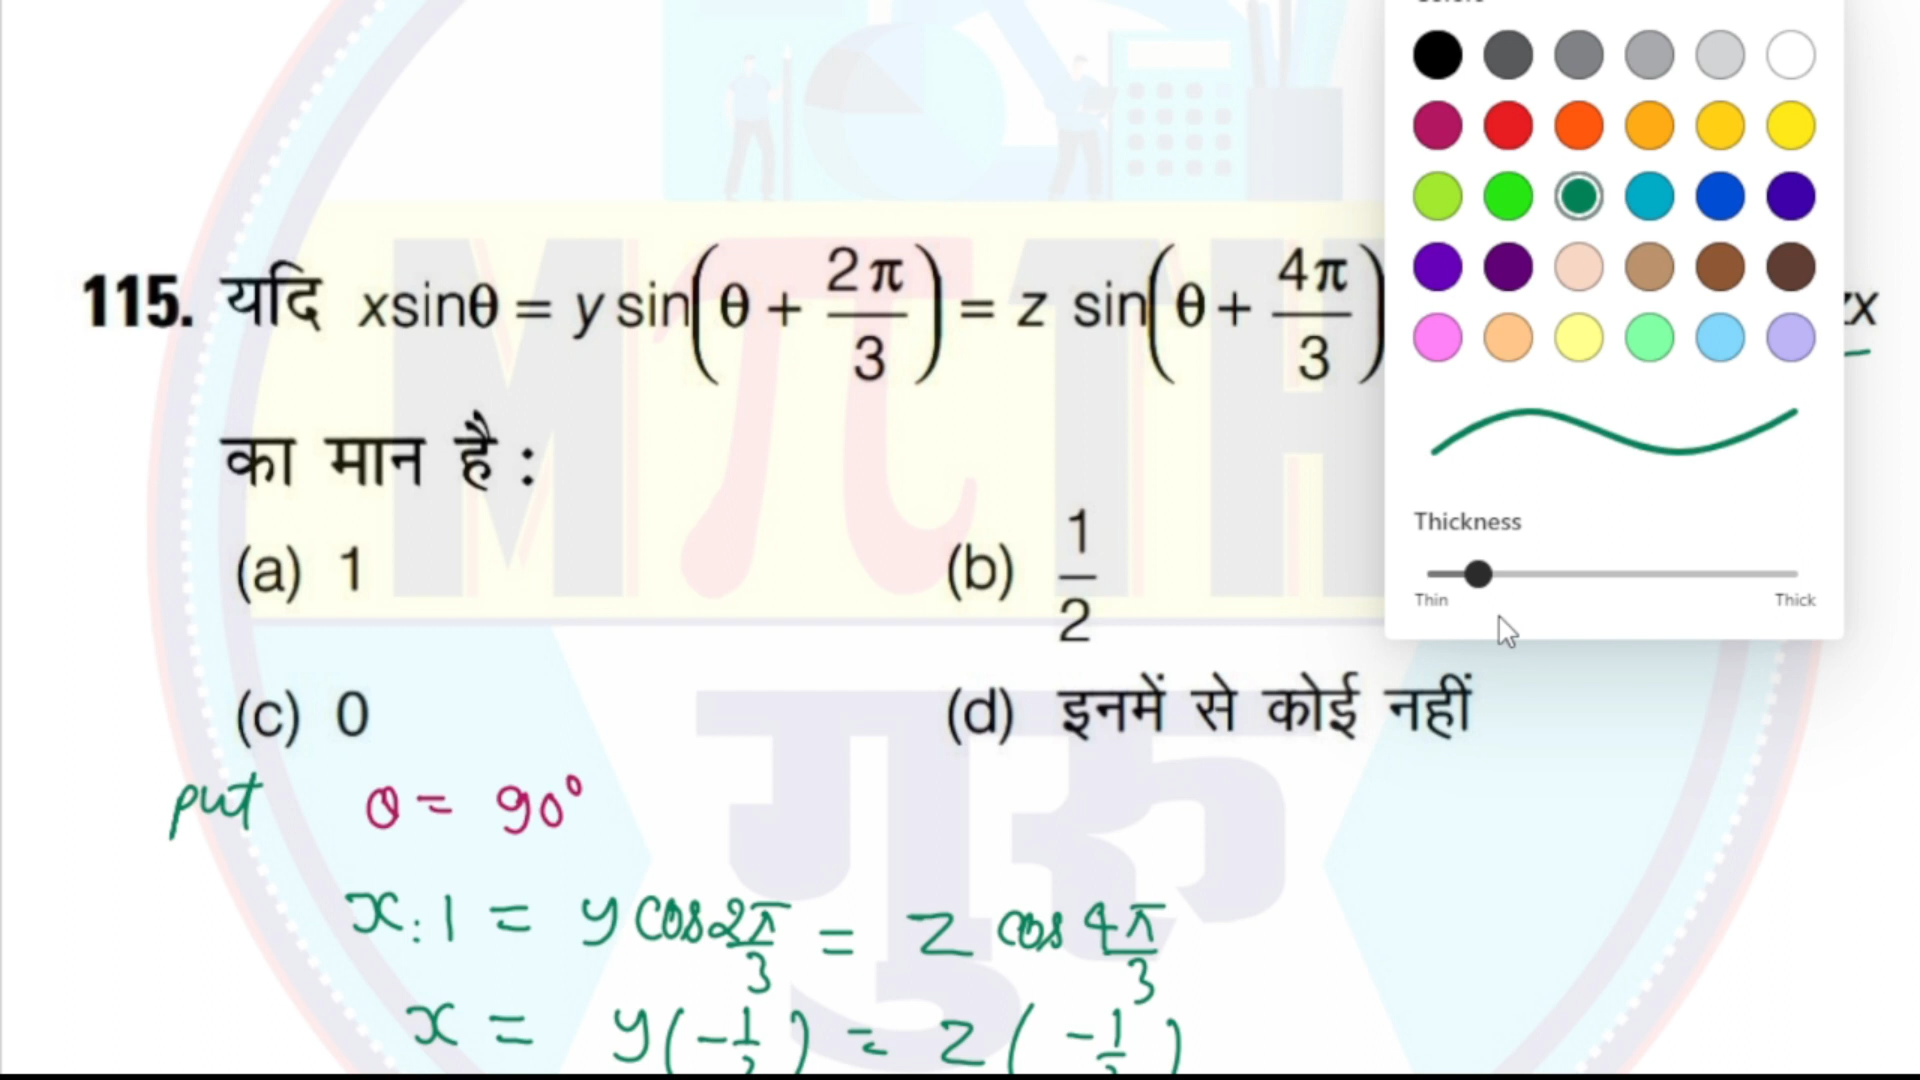 115. यदि xsinθ = y sin(θ + 2π/3) = z sin(θ + 4π/3) zx
का मान है :
(a) 1 (b) 1/2
(c) 0 (d) इनमें से कोई नहीं
put θ = 90°
x.1 = y cos 2π/3 = z cos 4π/3
x = y(-1/2) = z(-1/2)
Thickness
Thin Thick